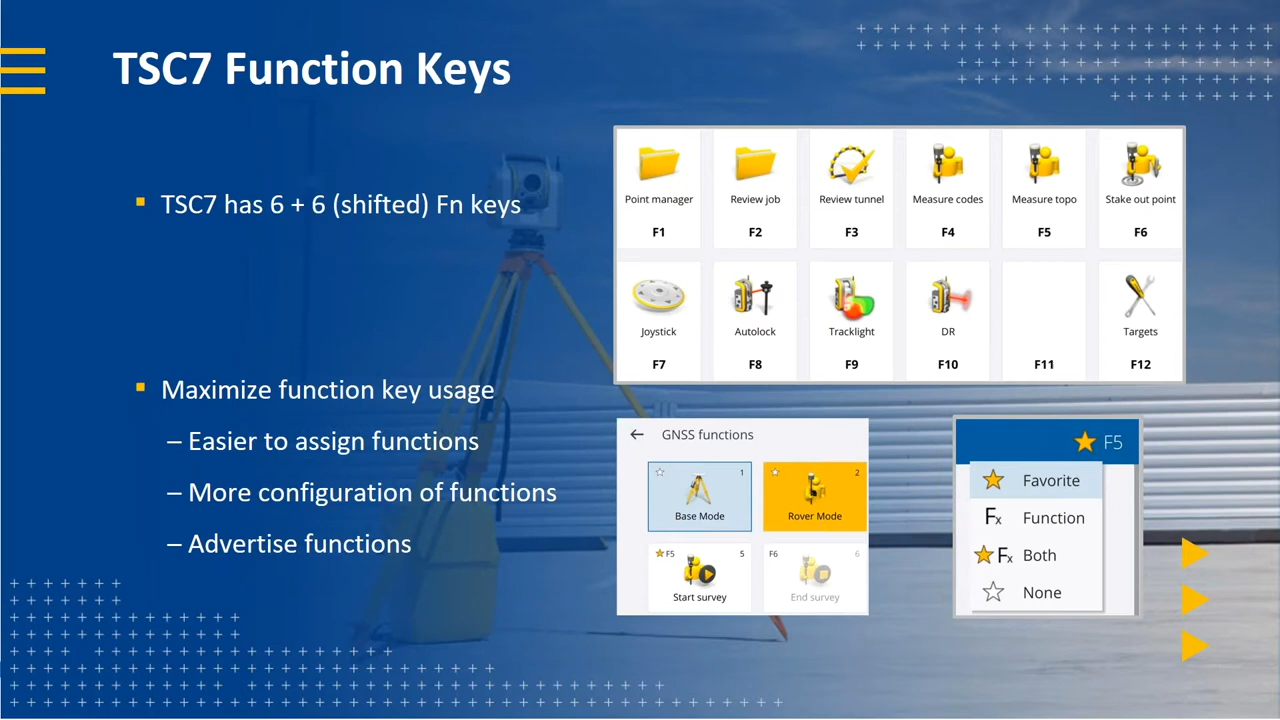 TSC7 Function Keys
TSC7 has 6 + 6 (shifted) Fn keys
Maximize function key usage
– Easier to assign functions
– More configuration of functions
– Advertise functions
Point manager Review job Review tunnel Measure codes Measure topo Stake out point
F1 F2 F3 F4 F5 F6
Joystick Autolock Tracklight DR Targets
F7 F8 F9 F10 F11 F12
GNSS functions
1 2
Base Mode Rover Mode
F5 5 F6 6
Start survey End survey
F5
Favorite
Fx Function
Fx Both
None